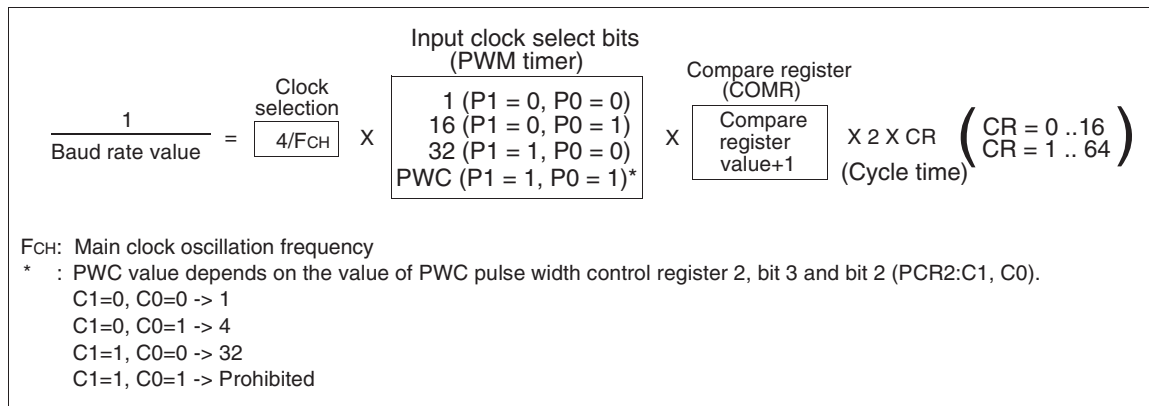 Input clock select bits
(PWM timer)
Clock
selection
Compare register
(COMR)
1
Baud rate value
=
4/FCH
X
1 (P1 = 0, P0 = 0)
16 (P1 = 0, P0 = 1)
32 (P1 = 1, P0 = 0)
PWC (P1 = 1, P0 = 1)*
X
Compare
register
value+1
X 2 X CR
(Cycle time)
( CR = 0 ..16
CR = 1 .. 64 )
FCH: Main clock oscillation frequency
* : PWC value depends on the value of PWC pulse width control register 2, bit 3 and bit 2 (PCR2:C1, C0).
C1=0, C0=0 -> 1
C1=0, C0=1 -> 4
C1=1, C0=0 -> 32
C1=1, C0=1 -> Prohibited